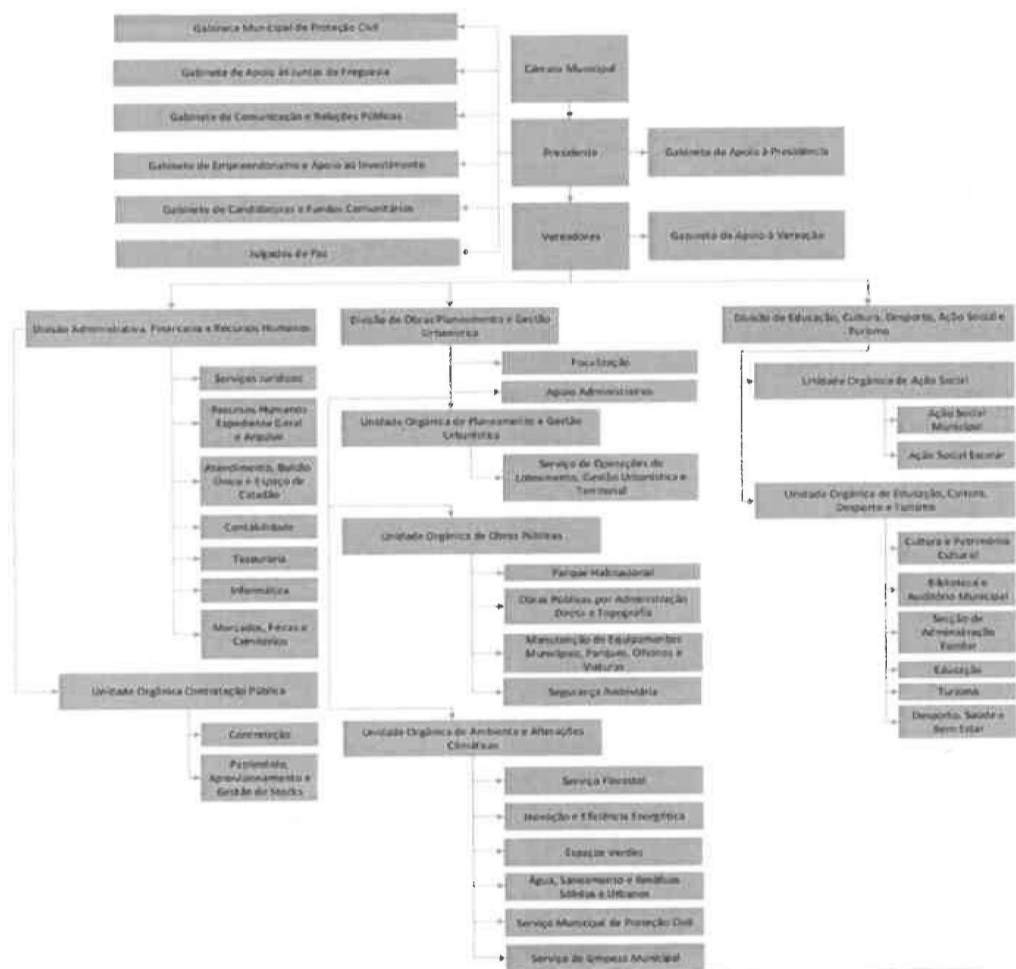 Gabinete Municipal de Proteção Civil
Gabinete de Apoio às Juntas de Freguesia
Gabinete de Comunicação e Relações Públicas
Gabinete de Empreendorismo e Apoio ao Investimento
Gabinete de Candidaturas e Fundos Comunitários
Julgados de Paz
Câmara Municipal
Presidente
Gabinete de Apoio à Presidência
Vereadores
Gabinete de Apoio à Vereação
Divisão Administrativa, Financeira e Recursos Humanos
Serviços Jurídicos
Recursos Humanos
Expediente Geral
e Arquivo
Atendimento, Balcão
Único e Espaço do
Cidadão
Contabilidade
Tesouraria
Informática
Mercados, Feiras e
Cemitérios
Unidade Orgânica Contratação Pública
Contratação
Património,
Aprovisionamento e
Gestão de Stocks
Divisão de Obras Planeamento e Gestão
Urbanística
Fiscalização
Apoio Administrativo
Unidade Orgânica de Planeamento e Gestão
Urbanística
Serviço de Operações de
Loteamento, Gestão Urbanística e
Territorial
Unidade Orgânica de Obras Públicas
Parque Habitacional
Obras Públicas por Administração
Direta e Topografia
Manutenção de Equipamentos
Municipais, Parques, Oficinas e
Viaturas
Segurança Rodoviária
Unidade Orgânica de Ambiente e Alterações
Climáticas
Serviço Florestal
Inovação e Eficiência Energética
Espaços Verdes
Água, Saneamento e Resíduos
Sólidos e Urbanos
Serviço Municipal de Proteção Civil
Serviço de Limpeza Municipal
Divisão de Educação, Cultura, Desporto, Ação Social e
Turismo
Unidade Orgânica de Ação Social
Ação Social
Municipal
Ação Social Escolar
Unidade Orgânica de Educação, Cultura,
Desporto e Turismo
Cultura e Património
Cultural
Biblioteca e
Auditório Municipal
Secção de
Administração
Escolar
Educação
Turismo
Desporto, Saúde e
Bem Estar